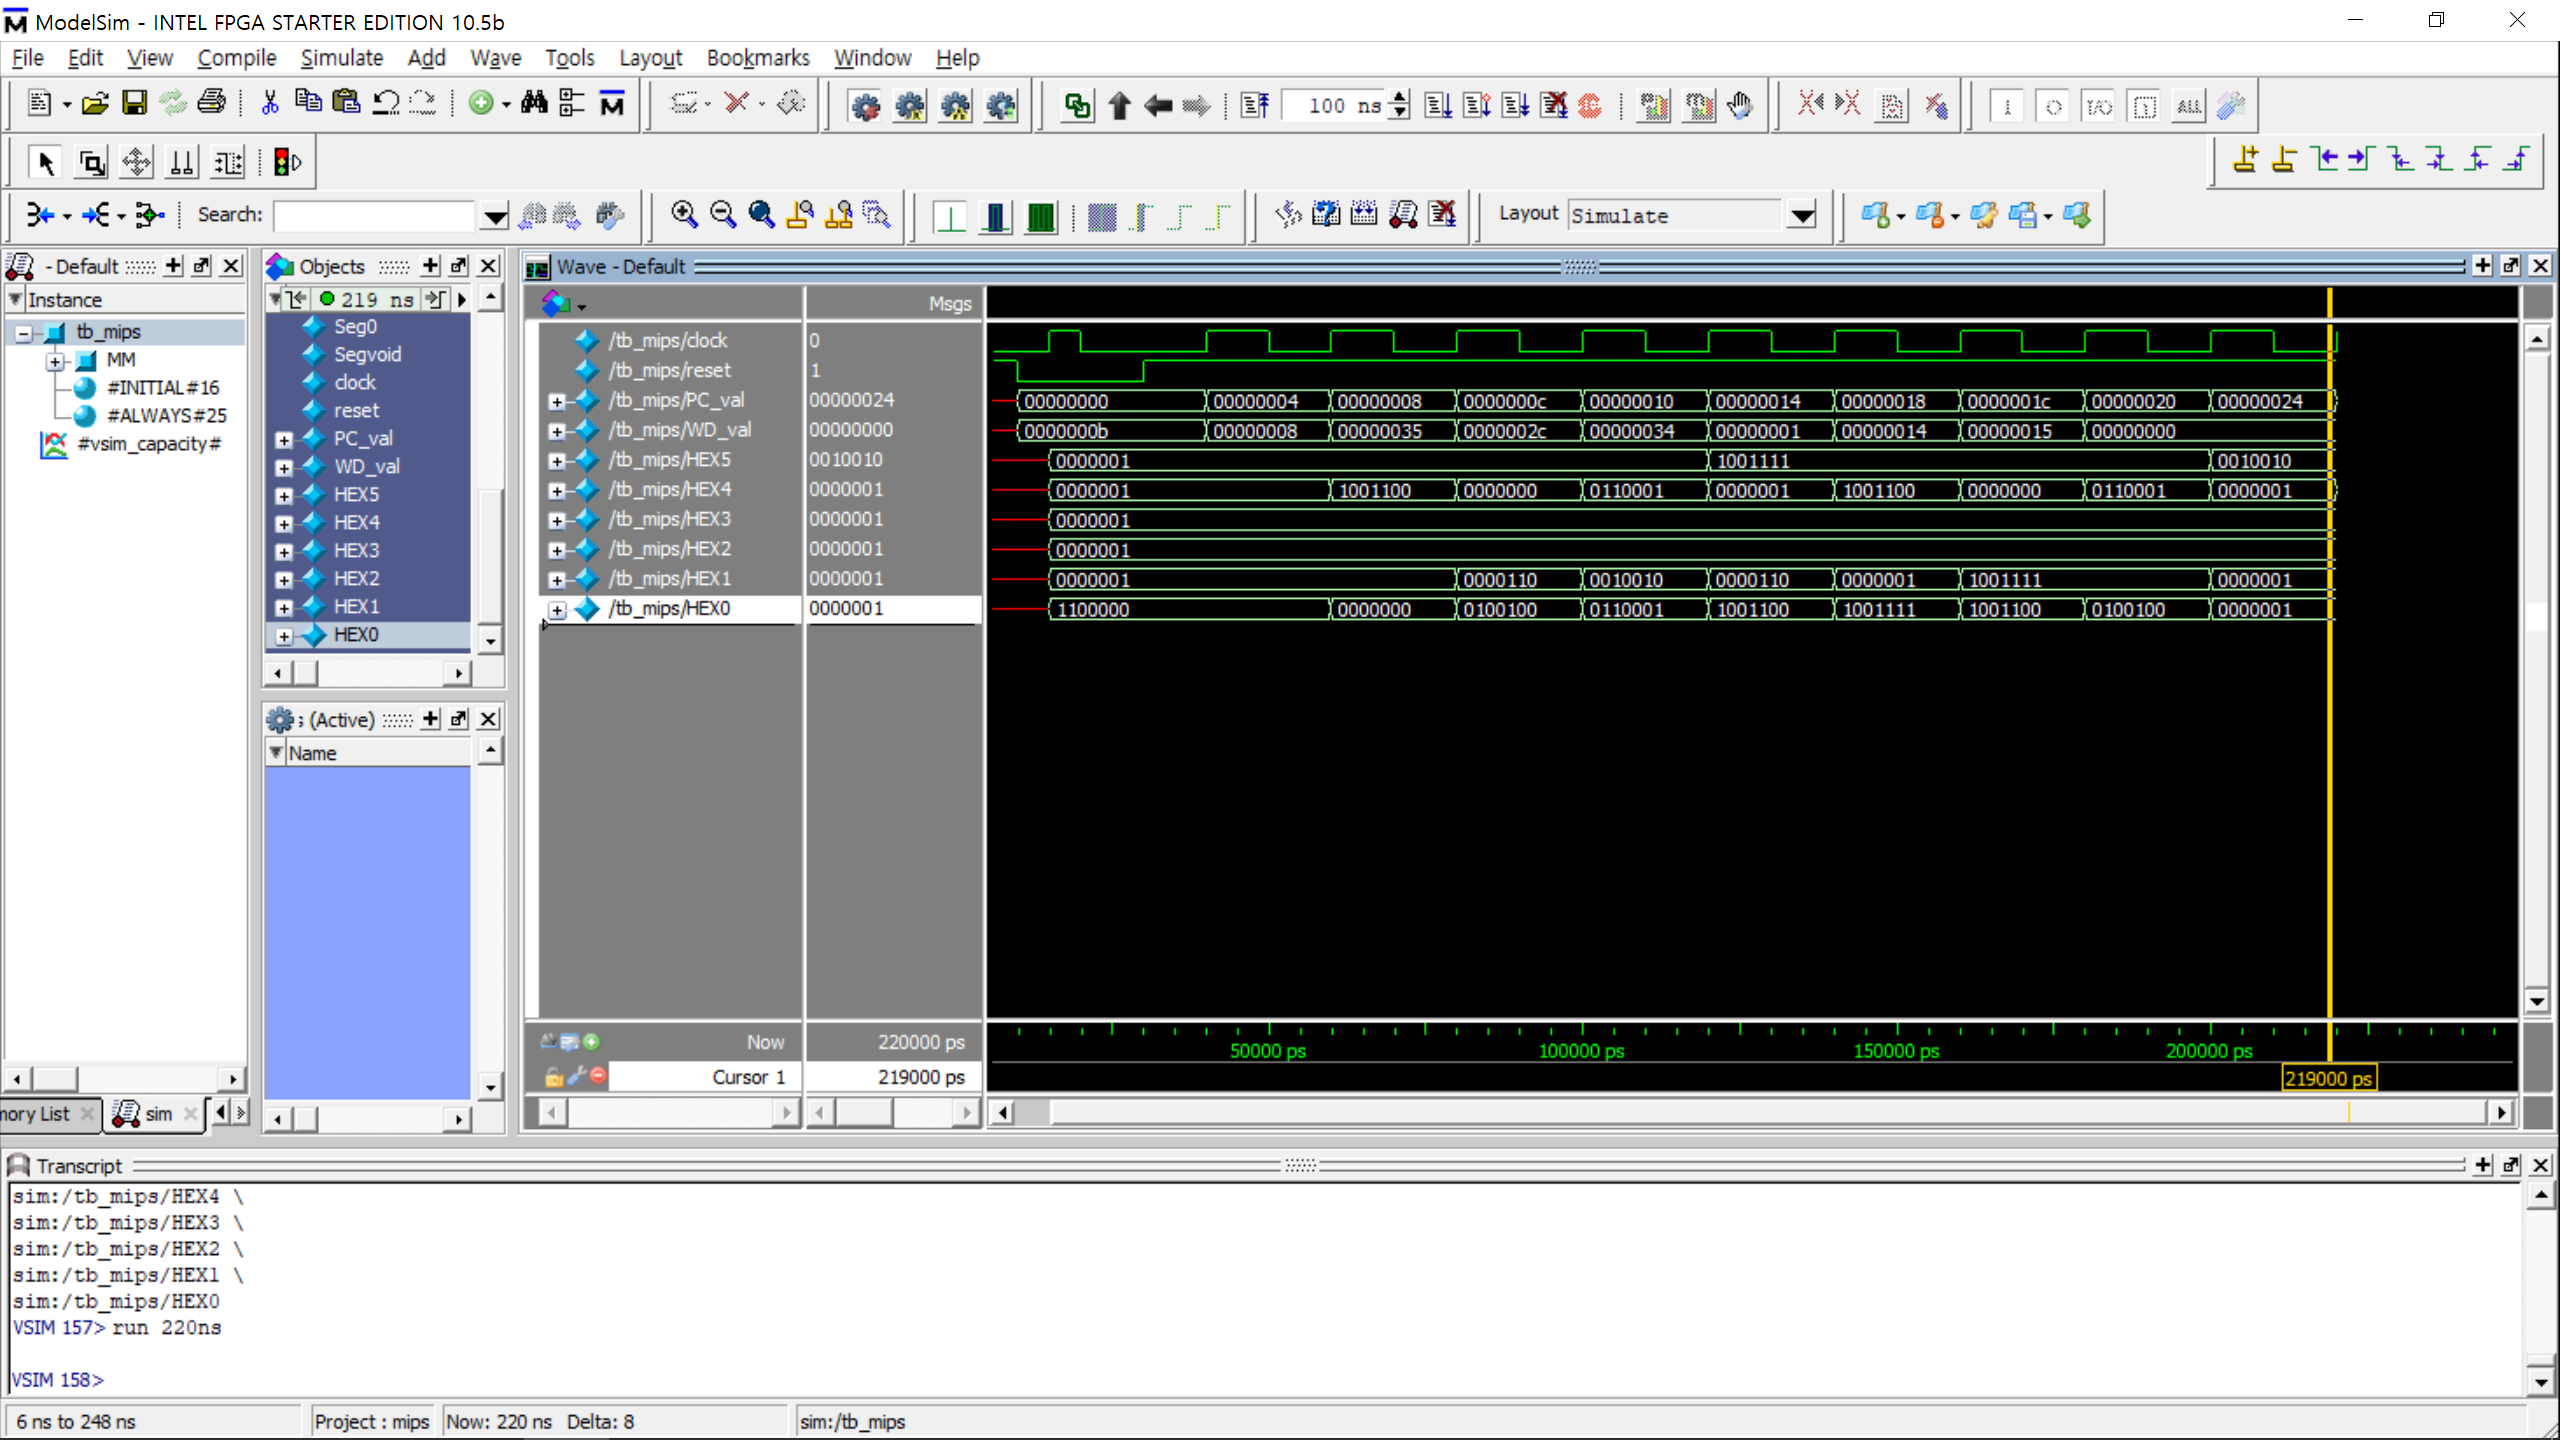 ModelSim - INTEL FPGA STARTER EDITION 10.5b
File Edit View Compile Simulate Add Wave Tools Layout Bookmarks Window Help
100 ns
Search:
Layout Simulate
- Default
Instance
tb_mips
MM
#INITIAL#16
#ALWAYS#25
#vsim_capacity#
Objects
219 ns
Seg0
Segvoid
clock
reset
PC_val
WD_val
HEX5
HEX4
HEX3
HEX2
HEX1
HEX0
; (Active)
Name
Wave - Default
Msgs
/tb_mips/clock 0
/tb_mips/reset 1
/tb_mips/PC_val 00000024 00000000 00000004 00000008 0000000c 00000010 00000014 00000018 0000001c 00000020 00000024
/tb_mips/WD_val 00000000 0000000b 00000008 00000035 0000002c 00000034 00000001 00000014 00000015 00000000
/tb_mips/HEX5 0010010 0000001 1001111 0010010
/tb_mips/HEX4 0000001 0000001 1001100 0000000 0110001 0000001 1001100 0000000 0110001 0000001
/tb_mips/HEX3 0000001 0000001
/tb_mips/HEX2 0000001 0000001
/tb_mips/HEX1 0000001 0000001 0000110 0010010 0000110 0000001 1001111 0000001
/tb_mips/HEX0 0000001 1100000 0000000 0100100 0110001 1001100 1001111 1001100 0100100 0000001
Now 220000 ps 50000 ps 100000 ps 150000 ps 200000 ps
Cursor 1 219000 ps 219000 ps
nory List sim
Transcript
sim:/tb_mips/HEX4 \
sim:/tb_mips/HEX3 \
sim:/tb_mips/HEX2 \
sim:/tb_mips/HEX1 \
sim:/tb_mips/HEX0
VSIM 157> run 220ns
VSIM 158>
6 ns to 248 ns Project : mips Now: 220 ns Delta: 8 sim:/tb_mips